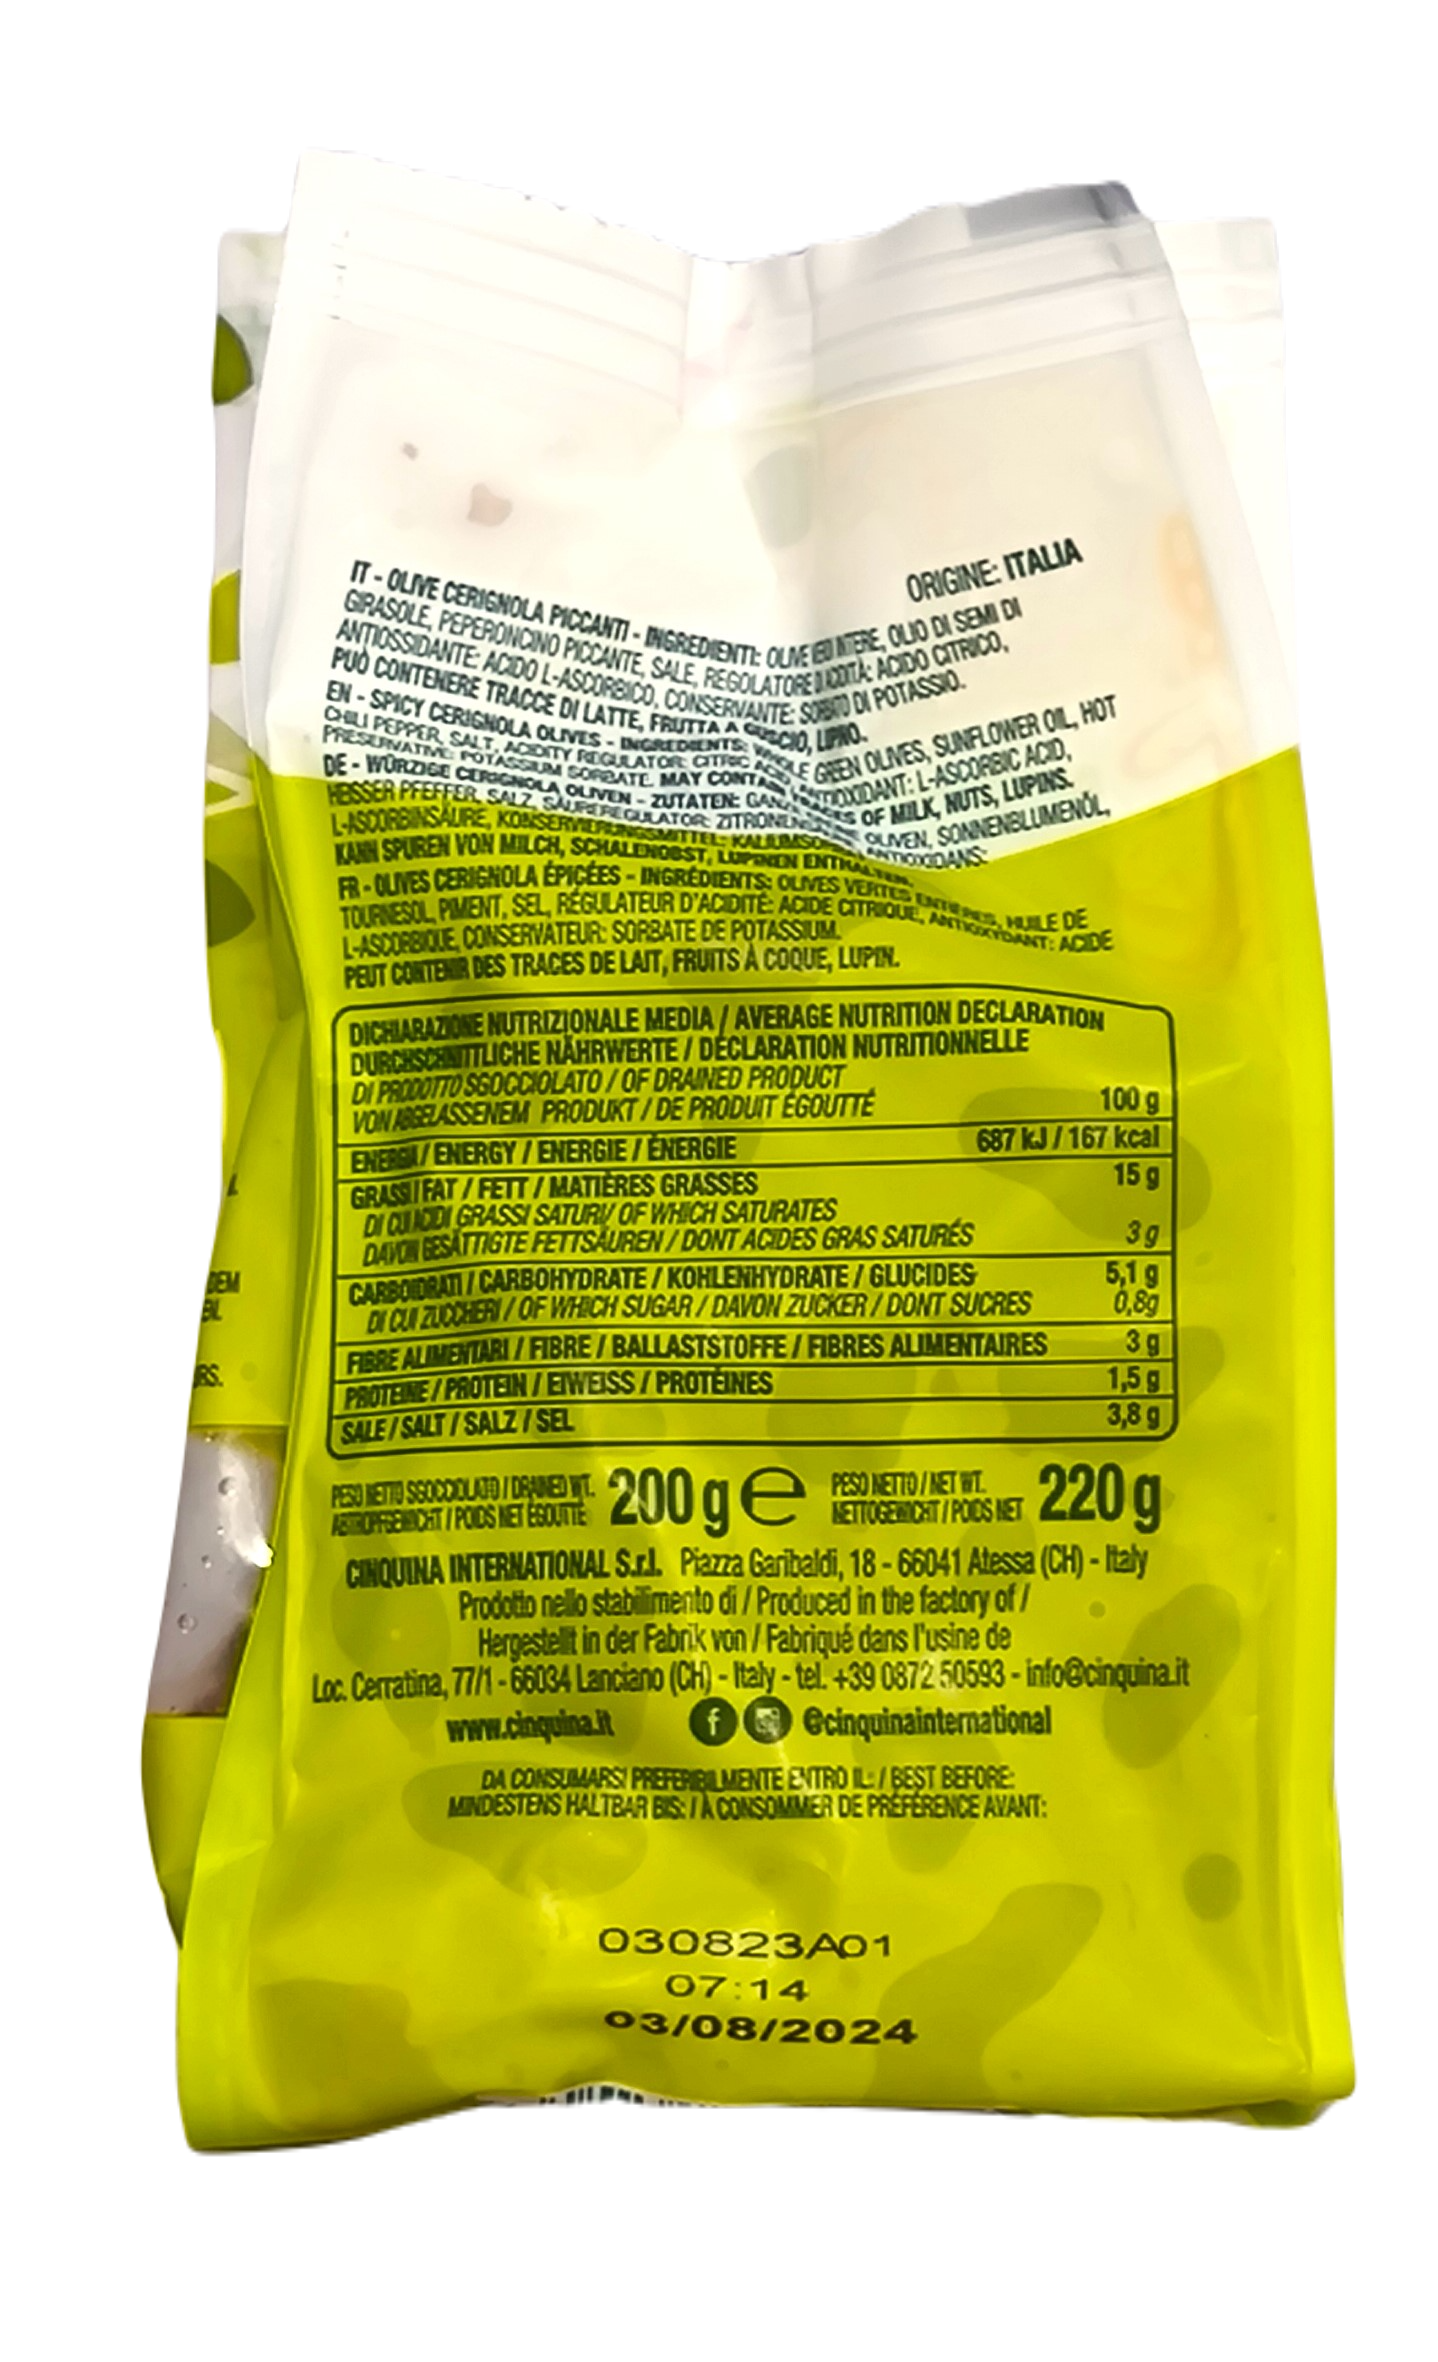 ORIGINE: ITALIA
IT - OLIVE CERIGNOLA PICCANTI - INGREDIENTI: OLIVE INTERE, OLIO DI SEMI DI
GIRASOLE, PEPERONCINO PICCANTE, SALE, REGOLATORE ACIDITÀ: ACIDO CITRICO,
ANTIOSSIDANTE: ACIDO L-ASCORBICO, CONSERVANTE: SORBATO DI POTASSIO.
PUÒ CONTENERE TRACCE DI LATTE, FRUTTA A GUSCIO, LUPINO.
EN - SPICY CERIGNOLA OLIVES - INGREDIENTS: WHOLE GREEN OLIVES, SUNFLOWER OIL, HOT
CHILI PEPPER, SALT, ACIDITY REGULATOR: CITRIC ACID, ANTIOXIDANT: L-ASCORBIC ACID,
PRESERVATIVE: POTASSIUM SORBATE. MAY CONTAIN TRACES OF MILK, NUTS, LUPINS.
DE - WÜRZIGE CERIGNOLA OLIVEN - ZUTATEN: OLIVEN, SONNENBLUMENÖL,
HEISSER PFEFFER, SALZ, SÄUREREGULATOR: ANTIOXIDANS:
L-ASCORBINSÄURE, KONSERVIERUNGSMITTEL:
KANN SPUREN VON MILCH, SCHALENOBST, LUPINEN ENTHALTEN.
FR - OLIVES CERIGNOLA ÉPICÉES - INGRÉDIENTS: OLIVES VERTES ENTIÈRES, HUILE DE
TOURNESOL, PIMENT, SEL, RÉGULATEUR D'ACIDITÉ: ACIDE CITRIQUE, ANTIOXYDANT: ACIDE
L-ASCORBIQUE, CONSERVATEUR: SORBATE DE POTASSIUM.
PEUT CONTENIR DES TRACES DE LAIT, FRUITS À COQUE, LUPIN.
DICHIARAZIONE NUTRIZIONALE MEDIA / AVERAGE NUTRITION DECLARATION
DURCHSCHNITTLICHE NÄHRWERTE / DÉCLARATION NUTRITIONNELLE
DI PRODOTTO SGOCCIOLATO / OF DRAINED PRODUCT
VON ABGELASSENEM PRODUKT / DE PRODUIT ÉGOUTTÉ 100 g
ENERGIA / ENERGY / ENERGIE / ÉNERGIE 687 kJ / 167 kcal
GRASSI / FAT / FETT / MATIÈRES GRASSES 15 g
DI CUI ACIDI GRASSI SATURI / OF WHICH SATURATES
DAVON GESÄTTIGTE FETTSÄUREN / DONT ACIDES GRAS SATURÉS 3 g
CARBOIDRATI / CARBOHYDRATE / KOHLENHYDRATE / GLUCIDES 5,1 g
DI CUI ZUCCHERI / OF WHICH SUGAR / DAVON ZUCKER / DONT SUCRES 0,8g
FIBRE ALIMENTARI / FIBRE / BALLASTSTOFFE / FIBRES ALIMENTAIRES 3 g
PROTEINE / PROTEIN / EIWEISS / PROTÉINES 1,5 g
SALE / SALT / SALZ / SEL 3,8 g
PESO NETTO SGOCCIOLATO / DRAINED WT. 200 g e PESO NETTO / NET WT. 220 g
ABTROPFGEWICHT / POIDS NET ÉGOUTTÉ NETTOGEWICHT / POIDS NET
CINQUINA INTERNATIONAL S.r.l. Piazza Garibaldi, 18 - 66041 Atessa (CH) - Italy
Prodotto nello stabilimento di / Produced in the factory of /
Hergestellt in der Fabrik von / Fabriqué dans l'usine de
Loc. Cerratina, 77/1 - 66034 Lanciano (CH) - Italy - tel. +39 0872 50593 - info@cinquina.it
www.cinquina.it f @cinquinainternational
DA CONSUMARSI PREFERIBILMENTE ENTRO IL: / BEST BEFORE:
MINDESTENS HALTBAR BIS: / À CONSOMMER DE PRÉFÉRENCE AVANT:
030823A01
07:14
03/08/2024